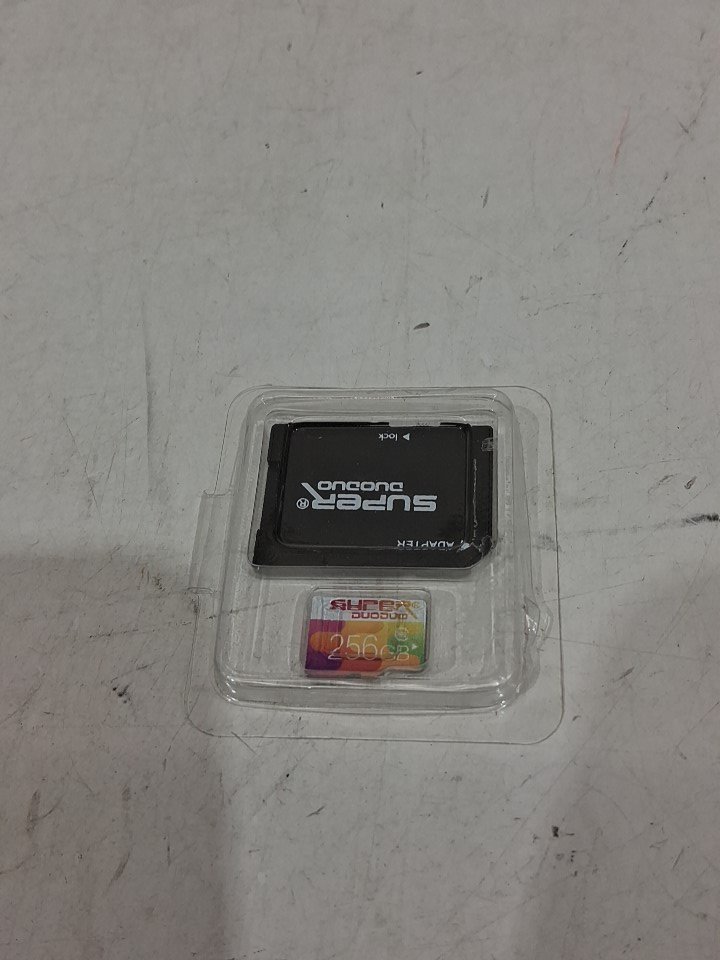 lock
SUPER®
DUODUO
ADAPTER
SUPER
DUODUO
256GB